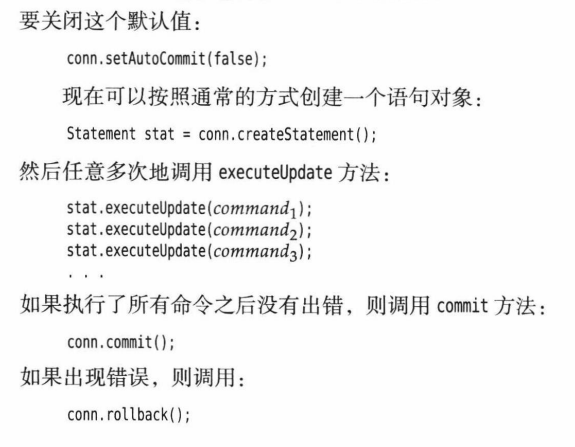 要关闭这个默认值：
conn.setAutoCommit(false);
现在可以按照通常的方式创建一个语句对象：
Statement stat = conn.createStatement();
然后任意多次地调用 executeUpdate 方法：
stat.executeUpdate(command₁);
stat.executeUpdate(command₂);
stat.executeUpdate(command₃);
. . .
如果执行了所有命令之后没有出错，则调用 commit 方法：
conn.commit();
如果出现错误，则调用：
conn.rollback();